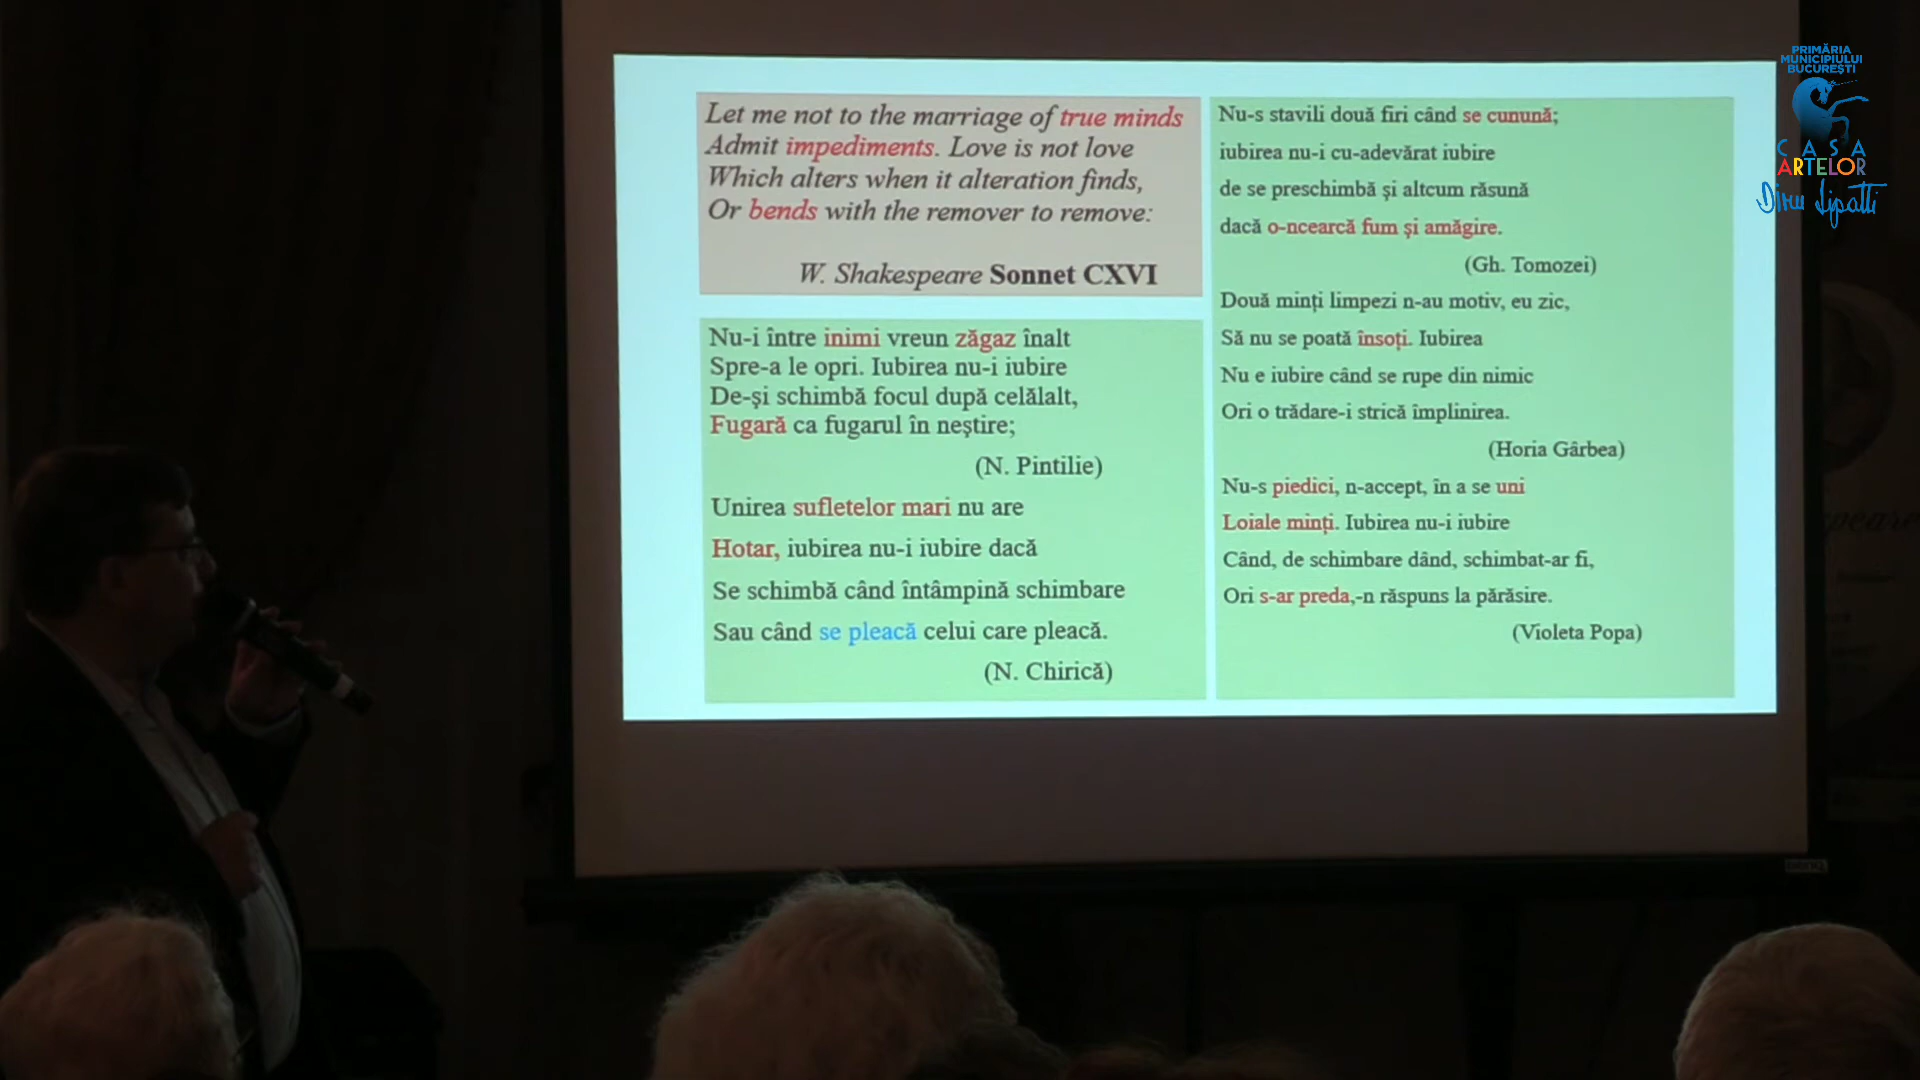 Let me not to the marriage of true minds
Admit impediments. Love is not love
Which alters when it alteration finds,
Or bends with the remover to remove:
W. Shakespeare Sonnet CXVI
Nu-i între inimi vreun zăgaz înalt
Spre-a le opri. Iubirea nu-i iubire
De-și schimbă focul după celălalt,
Fugară ca fugarul în neștire;
(N. Pintilie)
Unirea sufletelor mari nu are
Hotar, iubirea nu-i iubire dacă
Se schimbă când întâmpină schimbare
Sau când se pleacă celui care pleacă.
(N. Chirică)
Nu-s stavili două firi când se cunună;
iubirea nu-i cu-adevărat iubire
de se preschimbă și altcum răsună
dacă o-ncearcă fum și amăgire.
(Gh. Tomozei)
Două minți limpezi n-au motiv, eu zic,
Să nu se poată însoți. Iubirea
Nu e iubire când se rupe din nimic
Ori o trădare-i strică împlinirea.
(Horia Gârbea)
Nu-s piedici, n-accept, în a se uni
Loiale minți. Iubirea nu-i iubire
Când, de schimbare dând, schimbat-ar fi,
Ori s-ar preda,-n răspuns la părăsire.
(Violeta Popa)
PRIMĂRIA
MUNICIPIULUI
BUCUREȘTI
CASA
ARTELOR
Dinu Lipatti